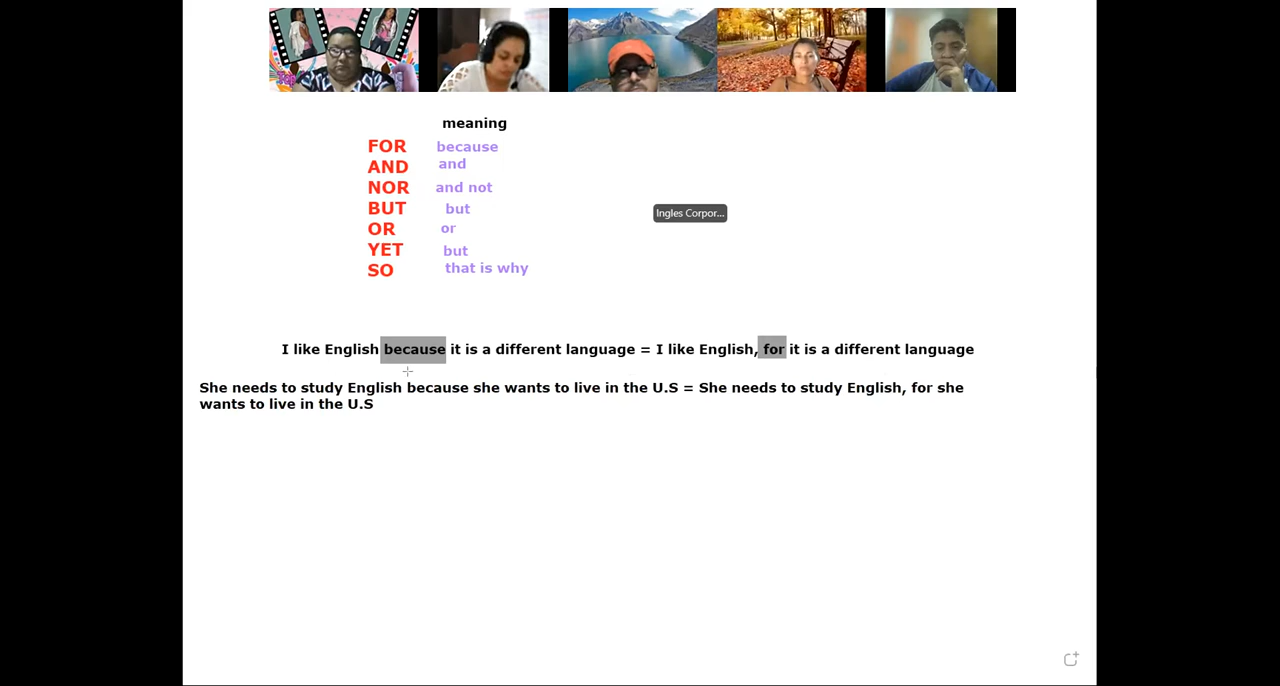 meaning
FOR because
AND and
NOR and not
BUT but
OR or
YET but
SO that is why
Ingles Corpor...
I like English because it is a different language = I like English, for it is a different language
She needs to study English because she wants to live in the U.S = She needs to study English, for she
wants to live in the U.S